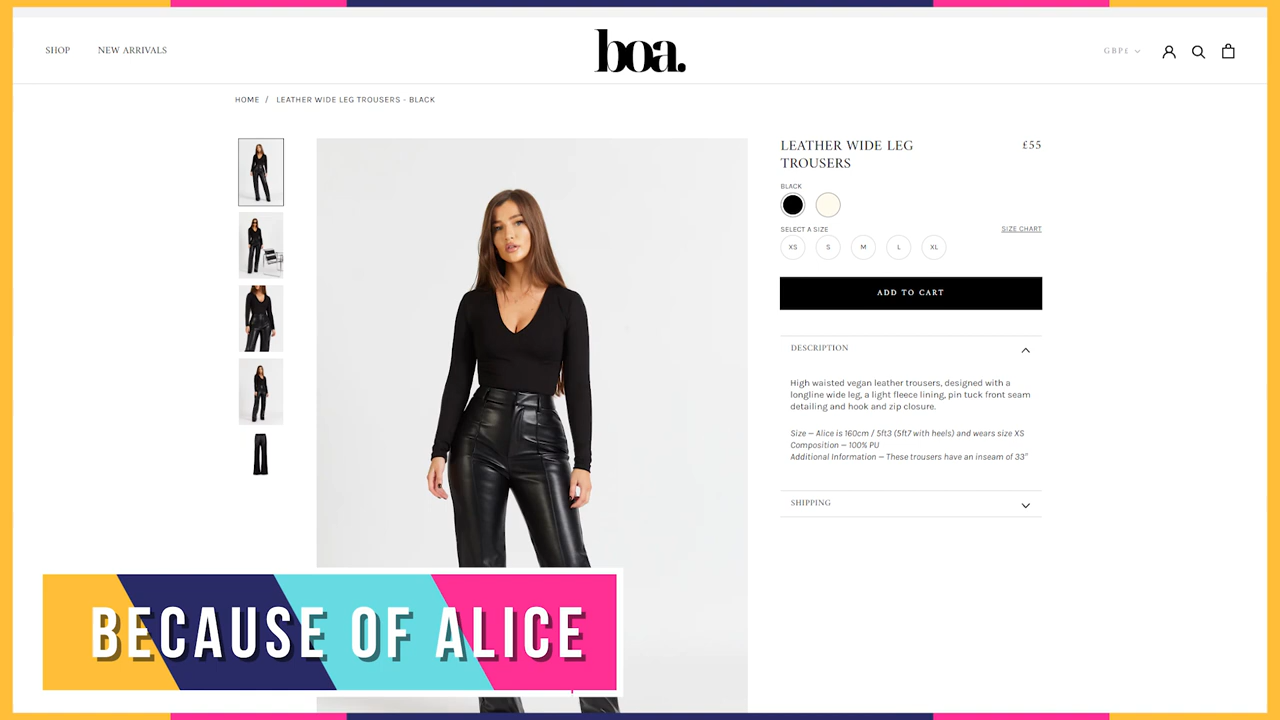 SHOP
NEW ARRIVALS
boa.
GBP£
HOME / LEATHER WIDE LEG TROUSERS - BLACK
LEATHER WIDE LEG
TROUSERS
£55
BLACK
SELECT A SIZE
SIZE CHART
XS S M L XL
ADD TO CART
DESCRIPTION
High waisted vegan leather trousers, designed with a
longline wide leg, a light fleece lining, pin tuck front seam
detailing and hook and zip closure.
Size – Alice is 160cm / 5ft3 (5ft7 with heels) and wears size XS
Composition – 100% PU
Additional Information – These trousers have an inseam of 33"
SHIPPING
BECAUSE OF ALICE